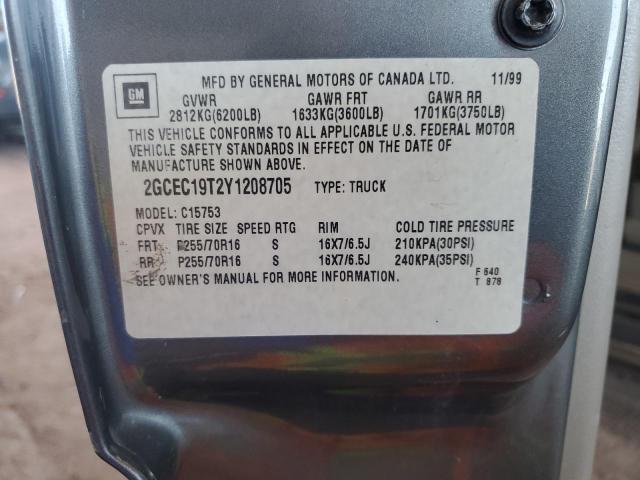 GM
MFD BY GENERAL MOTORS OF CANADA LTD. 11/99
GVWR GAWR FRT GAWR RR
2812KG(6200LB) 1633KG(3600LB) 1701KG(3750LB)
THIS VEHICLE CONFORMS TO ALL APPLICABLE U.S. FEDERAL MOTOR
VEHICLE SAFETY STANDARDS IN EFFECT ON THE DATE OF
MANUFACTURE SHOWN ABOVE.
2GCEC19T2Y1208705 TYPE: TRUCK
MODEL: C15753
CPVX TIRE SIZE SPEED RTG RIM COLD TIRE PRESSURE
FRT P255/70R16 S 16X7/6.5J 210KPA(30PSI)
RR P255/70R16 S 16X7/6.5J 240KPA(35PSI)
SEE OWNER'S MANUAL FOR MORE INFORMATION.
F 640
T 878